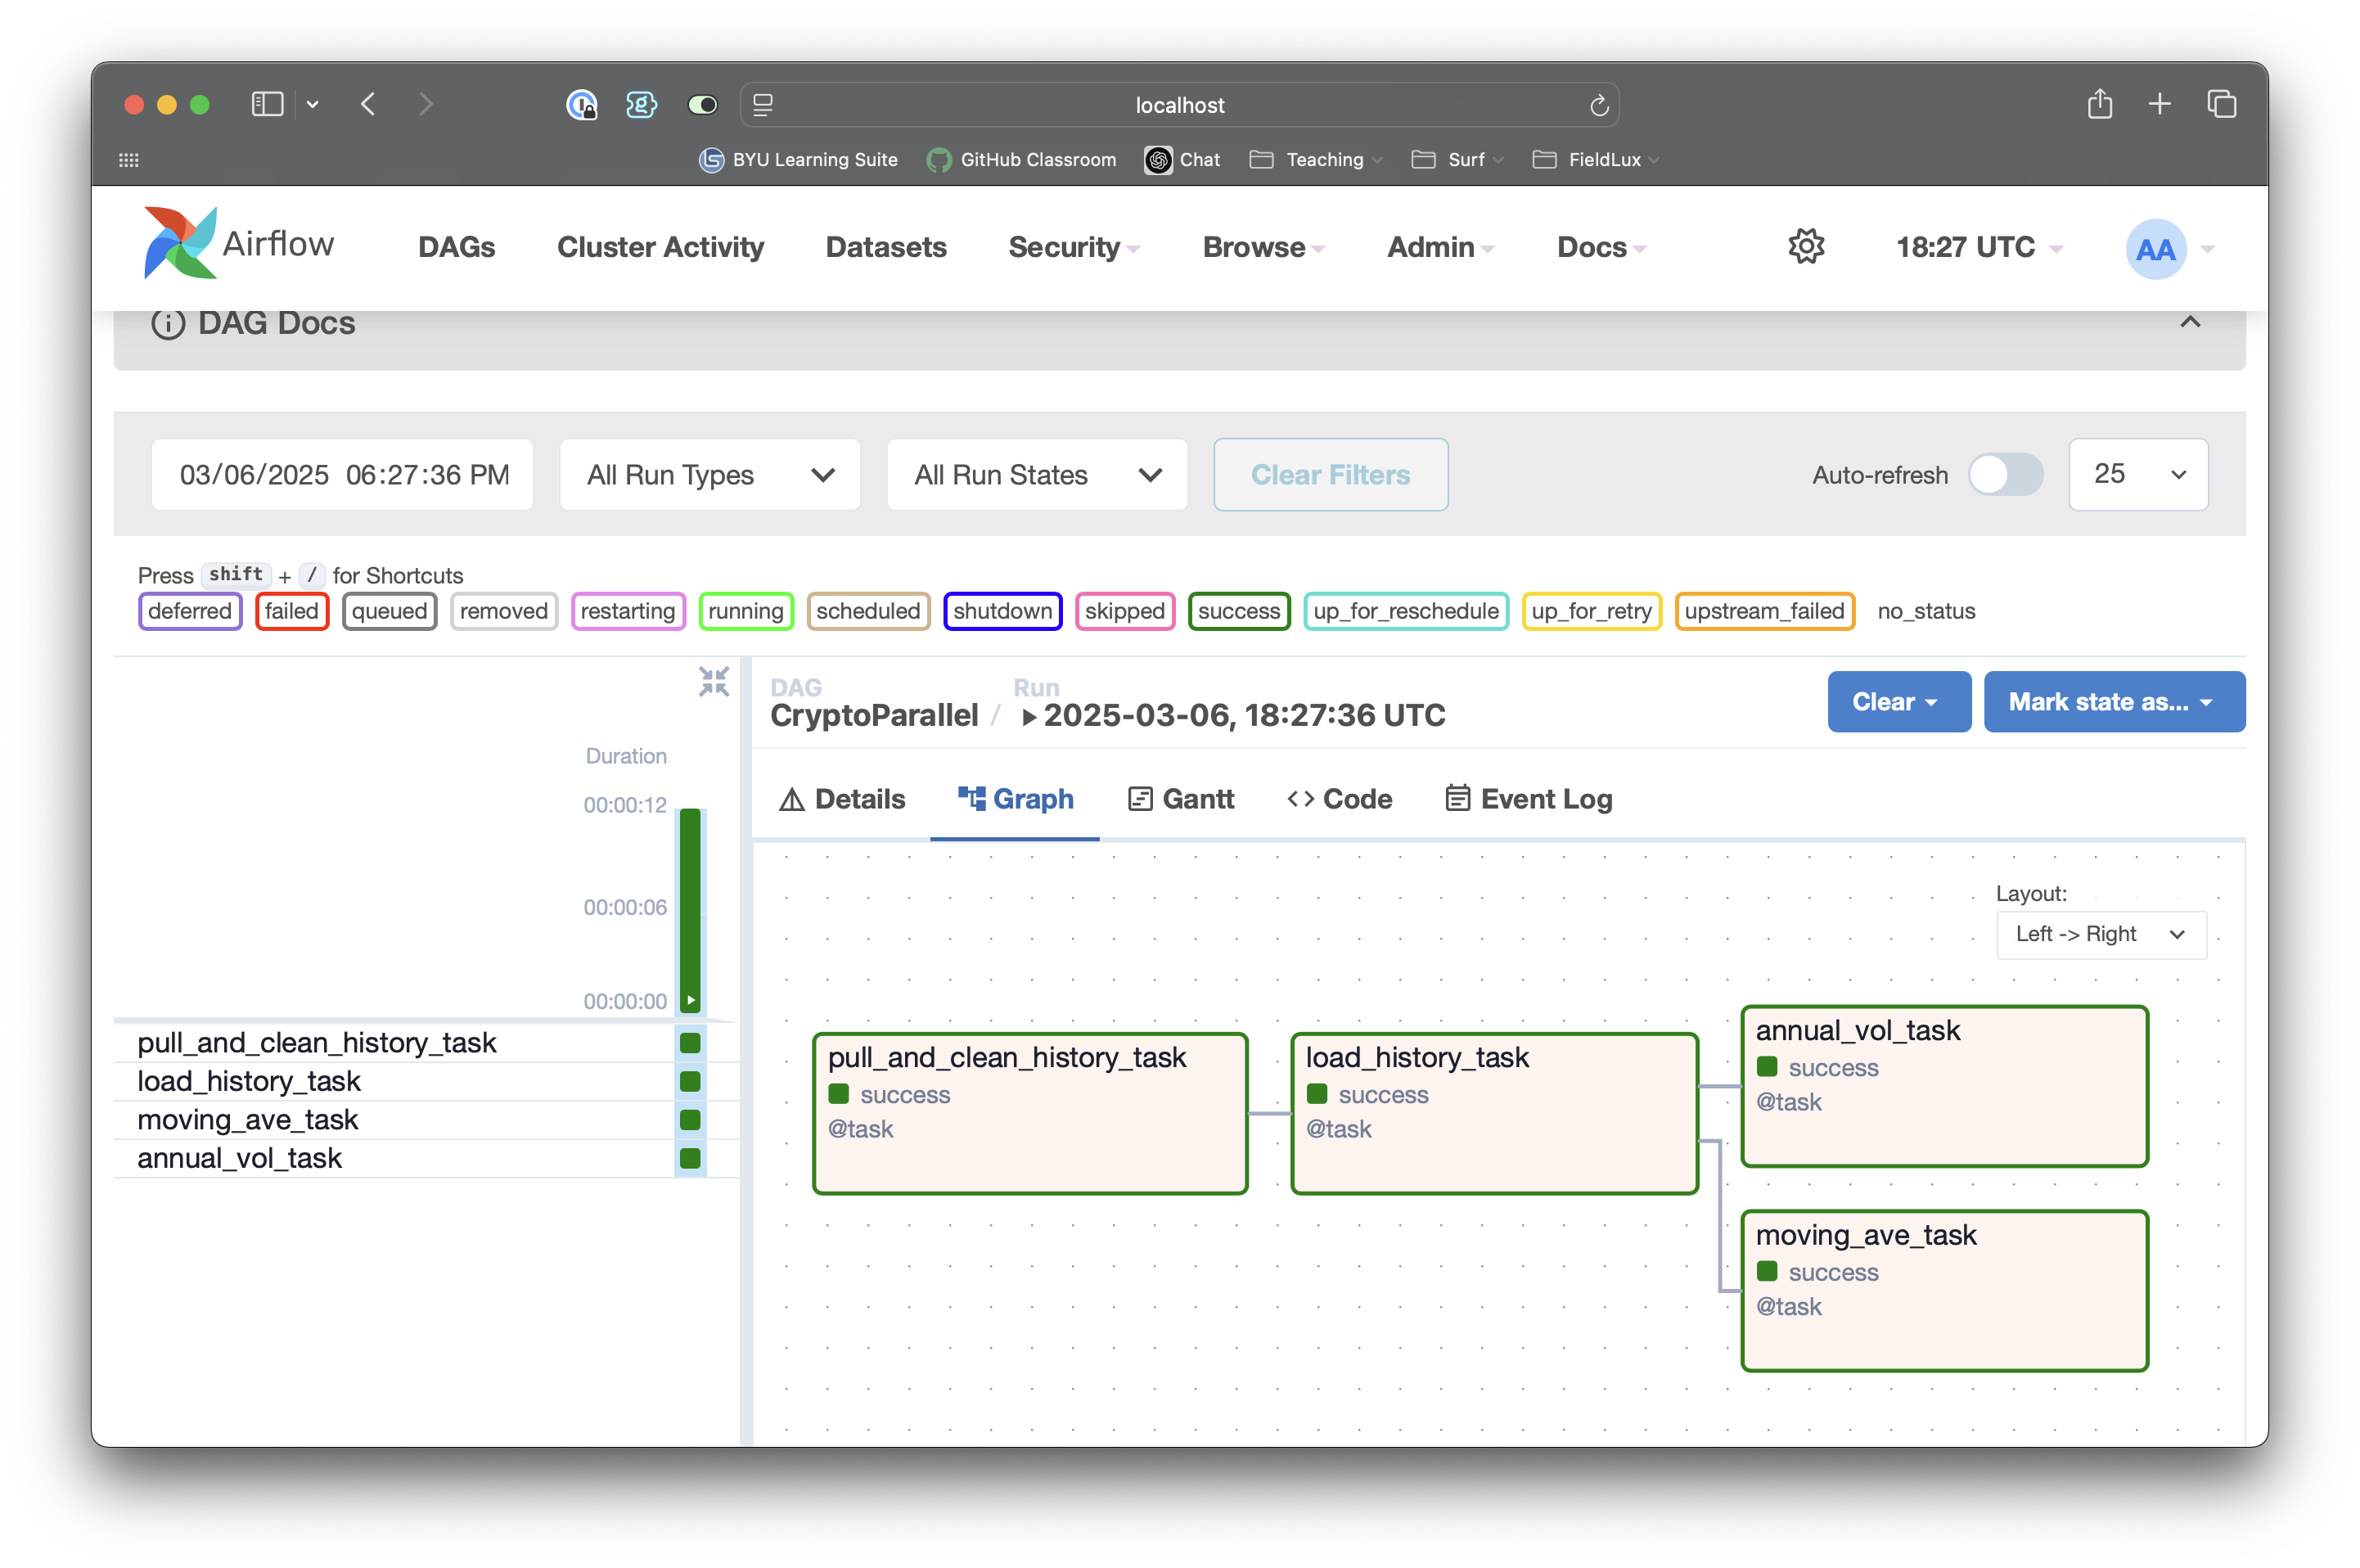 localhost
BYU Learning Suite GitHub Classroom Chat Teaching Surf FieldLux
Airflow DAGs Cluster Activity Datasets Security Browse Admin Docs 18:27 UTC AA
DAG Docs
03/06/2025 06:27:36 PM All Run Types All Run States Clear Filters Auto-refresh 25
Press shift + / for Shortcuts
deferred failed queued removed restarting running scheduled shutdown skipped success up_for_reschedule up_for_retry upstream_failed no_status
Duration
00:00:12
00:00:06
00:00:00
pull_and_clean_history_task
load_history_task
moving_ave_task
annual_vol_task
DAG Run
CryptoParallel / 2025-03-06, 18:27:36 UTC
Clear Mark state as...
Details Graph Gantt Code Event Log
Layout:
Left -> Right
pull_and_clean_history_task
success
@task
load_history_task
success
@task
annual_vol_task
success
@task
moving_ave_task
success
@task